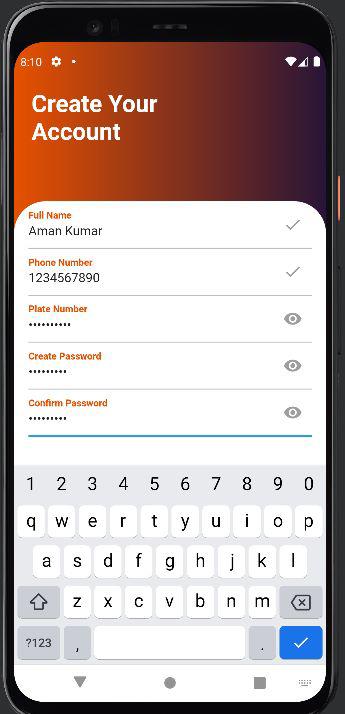 8:10
Create Your
Account
Full Name
Aman Kumar
Phone Number
1234567890
Plate Number
••••••••••
Create Password
•••••••••
Confirm Password
•••••••••
1 2 3 4 5 6 7 8 9 0
q w e r t y u i o p
a s d f g h j k l
z x c v b n m
?123 , .